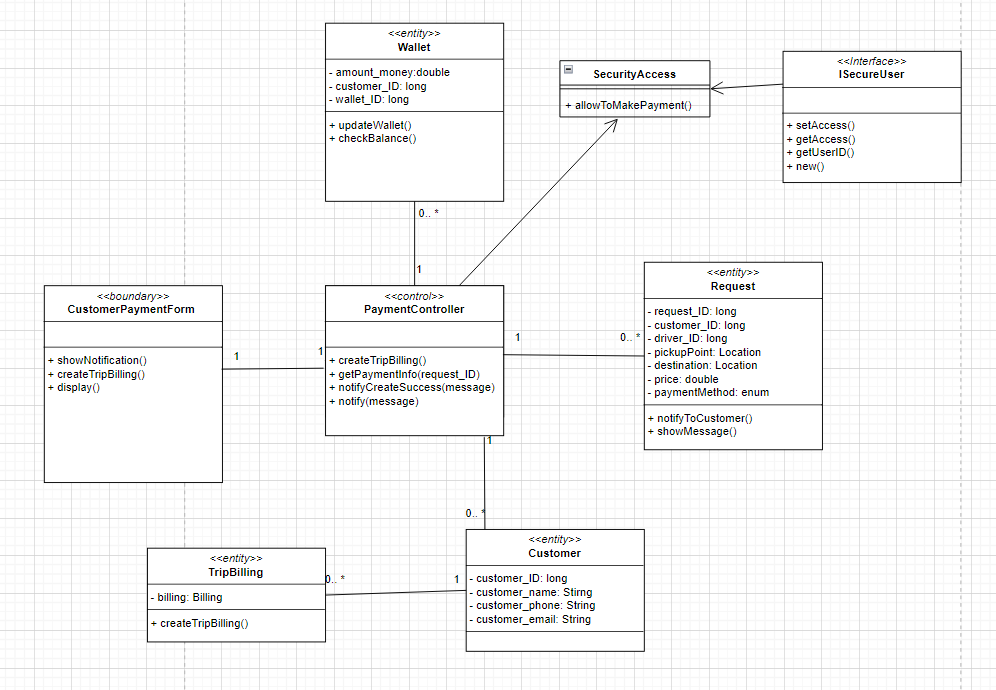 <<entity>>
Wallet
- amount_money:double
- customer_ID: long
- wallet_ID: long
+ updateWallet()
+ checkBalance()
0.. *
1
SecurityAccess
+ allowToMakePayment()
<<interface>>
ISecureUser
+ setAccess()
+ getAccess()
+ getUserID()
+ new()
<<boundary>>
CustomerPaymentForm
+ showNotification()
+ createTripBilling()
+ display()
1
1
<<control>>
PaymentController
+ createTripBilling()
+ getPaymentInfo(request_ID)
+ notifyCreateSuccess(message)
+ notify(message)
1
0.. *
<<entity>>
Request
- request_ID: long
- customer_ID: long
- driver_ID: long
- pickupPoint: Location
- destination: Location
- price: double
- paymentMethod: enum
+ notifyToCustomer()
+ showMessage()
1
0.. *
<<entity>>
TripBilling
- billing: Billing
+ createTripBilling()
0.. *
1
<<entity>>
Customer
- customer_ID: long
- customer_name: Stirng
- customer_phone: String
- customer_email: String